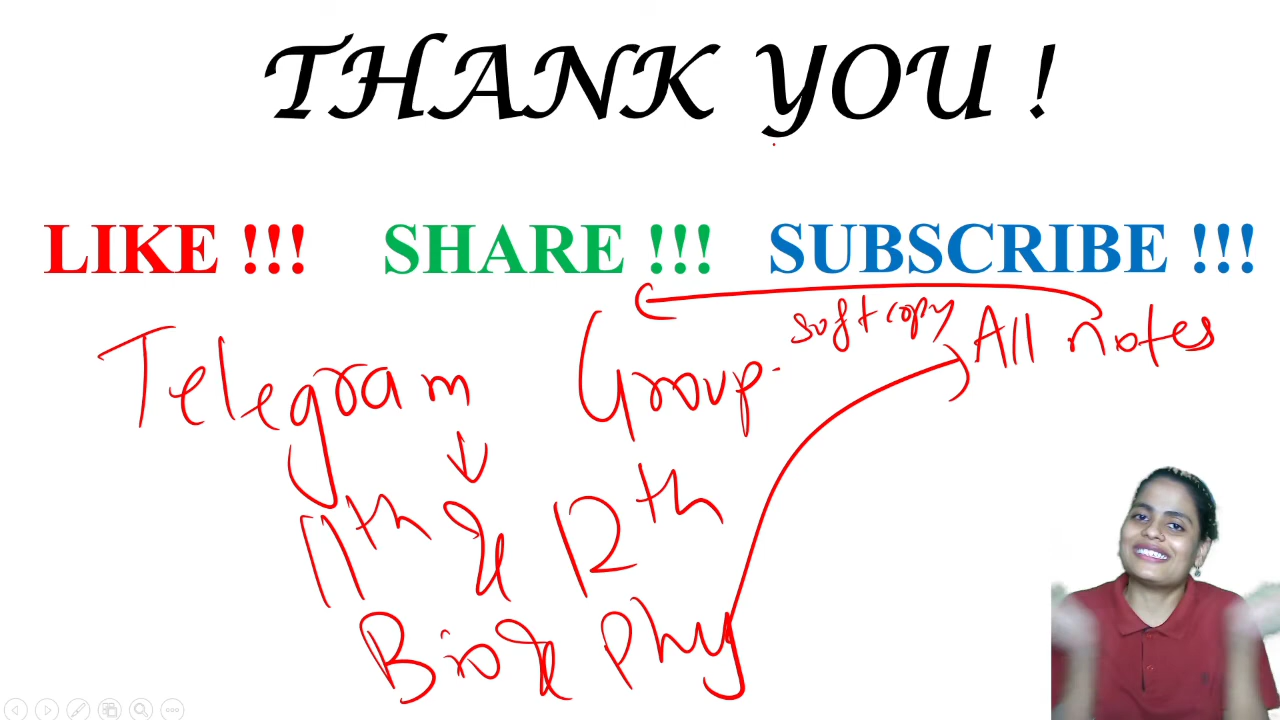 THANK YOU !
LIKE !!! SHARE !!! SUBSCRIBE !!!
Telegram Group. soft copy All notes
11th & 12th
Bio & Phy